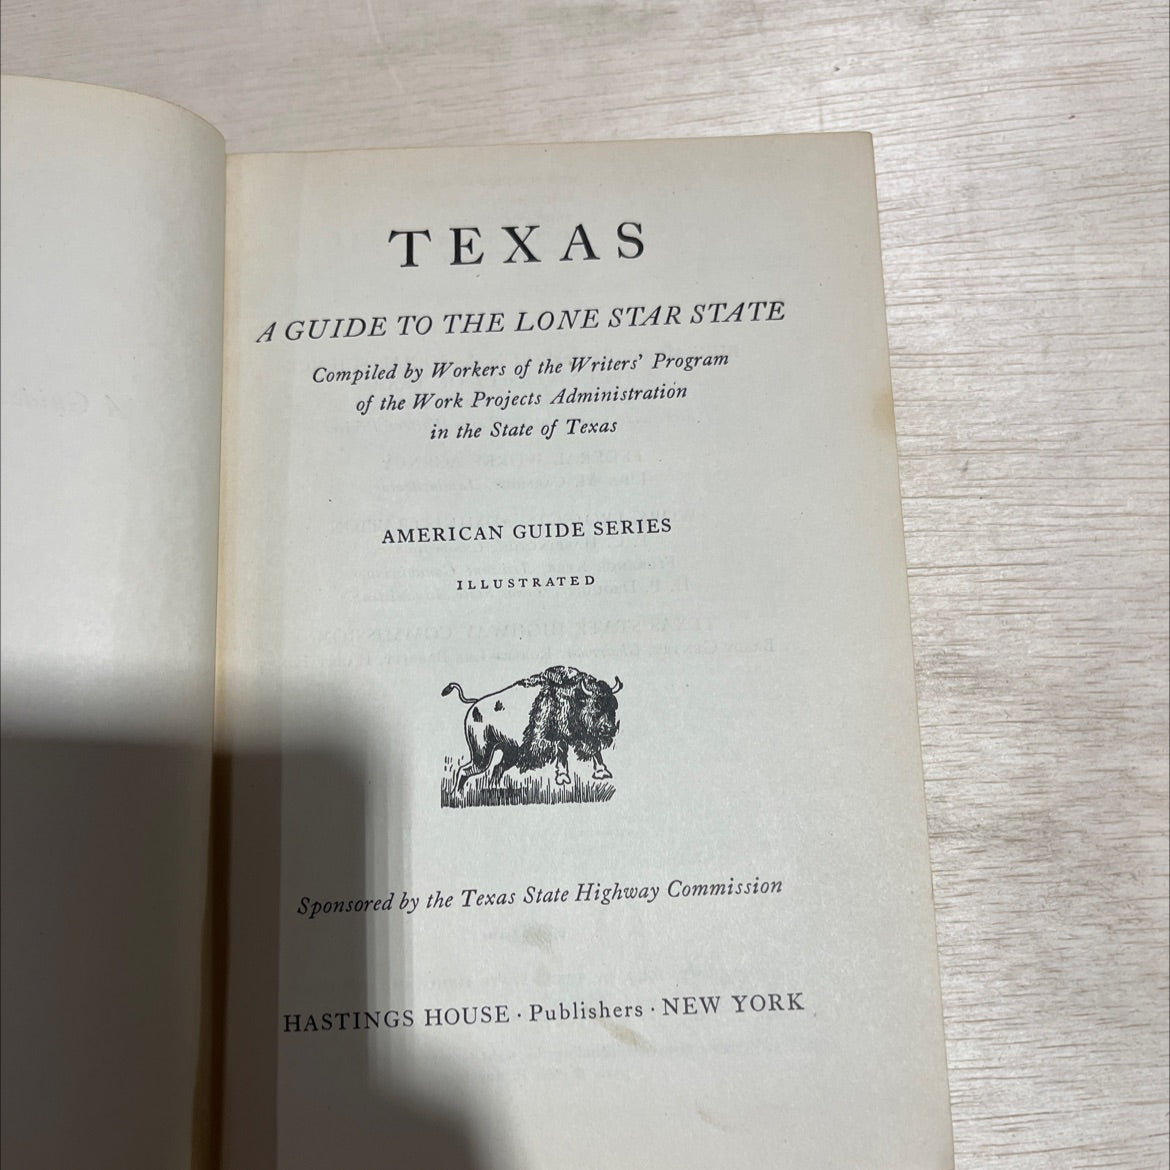 TEXAS
A GUIDE TO THE LONE STAR STATE
Compiled by Workers of the Writers' Program
of the Work Projects Administration
in the State of Texas
AMERICAN GUIDE SERIES
ILLUSTRATED
Sponsored by the Texas State Highway Commission
HASTINGS HOUSE · Publishers · NEW YORK